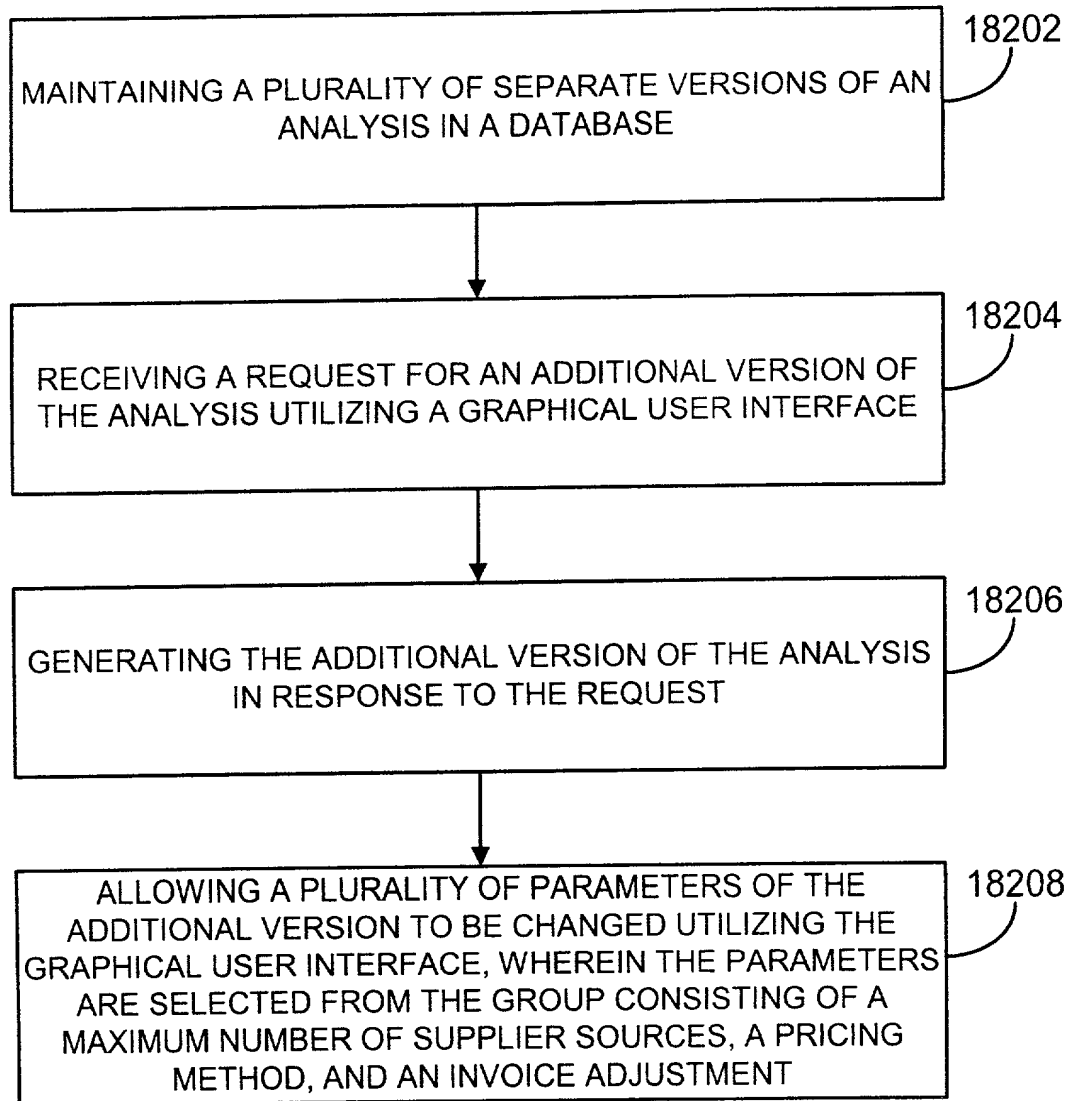 18202
MAINTAINING A PLURALITY OF SEPARATE VERSIONS OF AN
ANALYSIS IN A DATABASE
18204
RECEIVING A REQUEST FOR AN ADDITIONAL VERSION OF
THE ANALYSIS UTILIZING A GRAPHICAL USER INTERFACE
18206
GENERATING THE ADDITIONAL VERSION OF THE ANALYSIS
IN RESPONSE TO THE REQUEST
18208
ALLOWING A PLURALITY OF PARAMETERS OF THE
ADDITIONAL VERSION TO BE CHANGED UTILIZING THE
GRAPHICAL USER INTERFACE, WHEREIN THE PARAMETERS
ARE SELECTED FROM THE GROUP CONSISTING OF A
MAXIMUM NUMBER OF SUPPLIER SOURCES, A PRICING
METHOD, AND AN INVOICE ADJUSTMENT